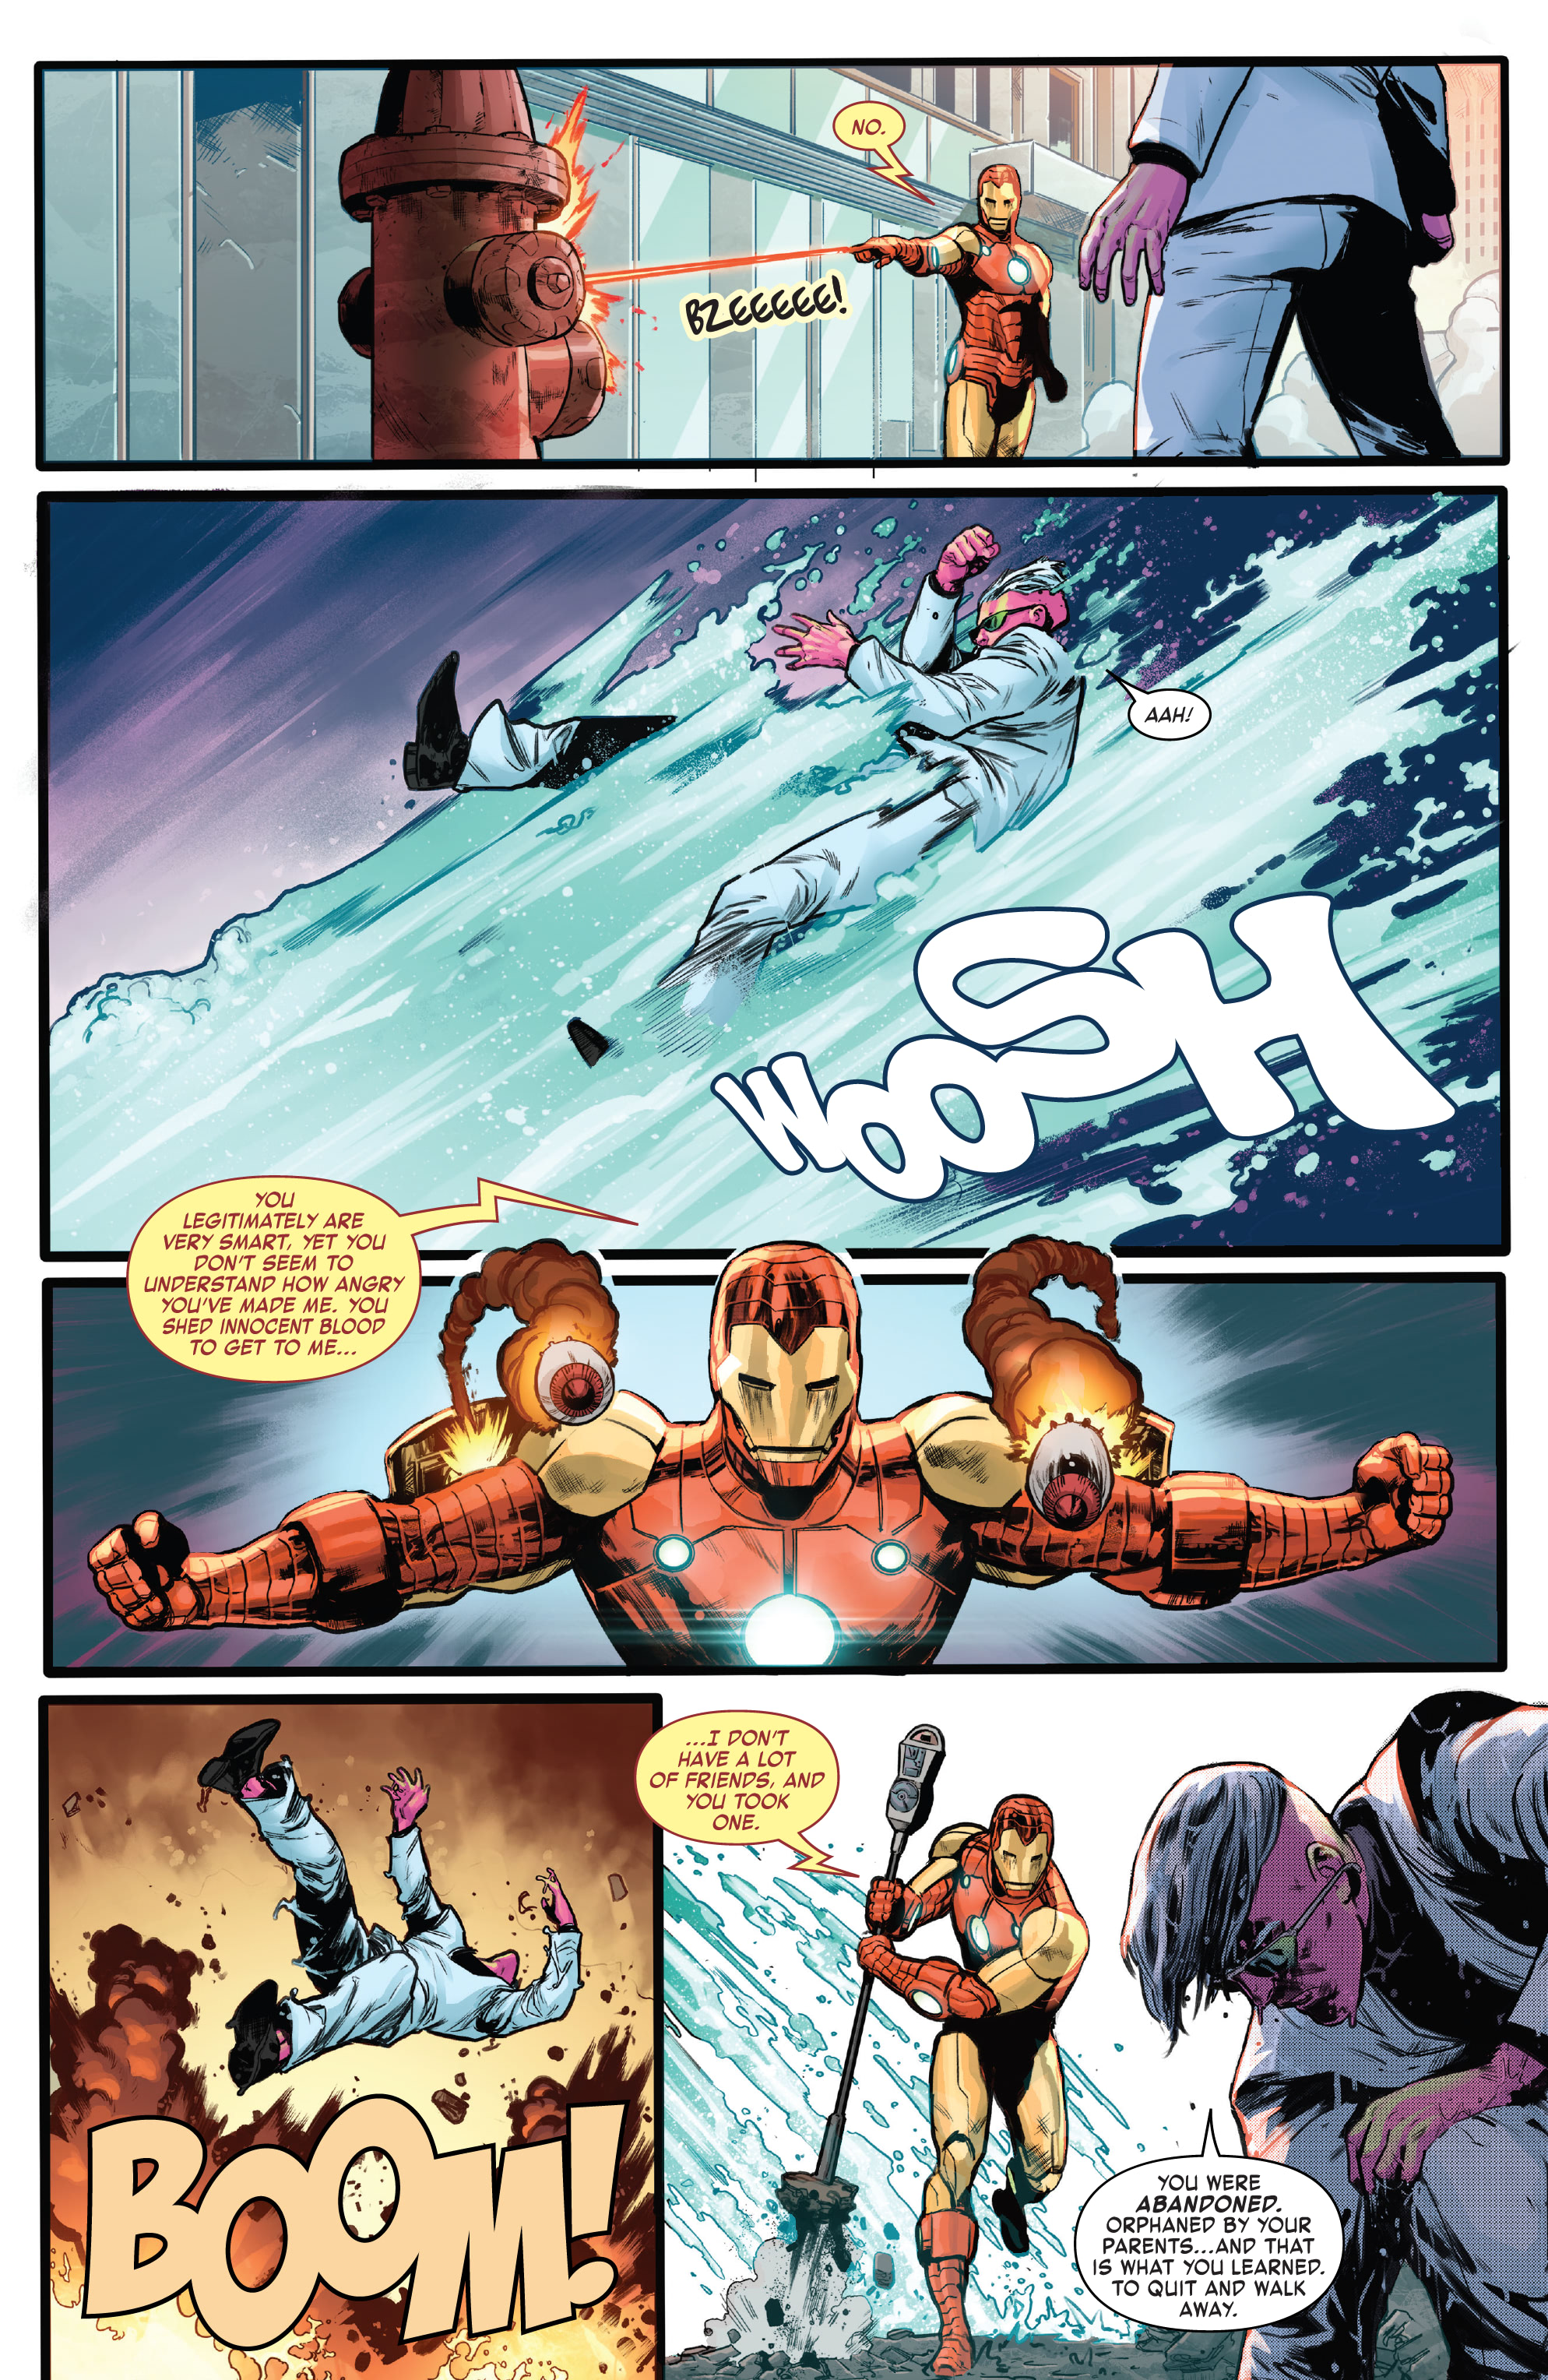 NO.
BZEEEEE!
AAH!
WOOSH
YOU
LEGITIMATELY ARE
VERY SMART, YET YOU
DON'T SEEM TO
UNDERSTAND HOW ANGRY
YOU'VE MADE ME. YOU
SHED INNOCENT BLOOD
TO GET TO ME...
BOOM!
...I DON'T
HAVE A LOT
OF FRIENDS, AND
YOU TOOK
ONE.
YOU WERE
ABANDONED.
ORPHANED BY YOUR
PARENTS...AND THAT
IS WHAT YOU LEARNED.
TO QUIT AND WALK
AWAY.